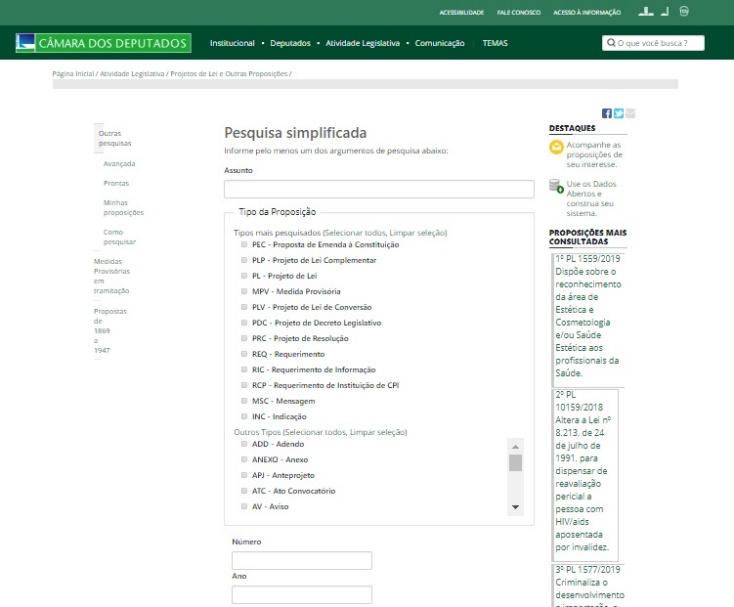 ACESSIBILIDADE FALE CONOSCO ACESSO À INFORMAÇÃO
CÂMARA DOS DEPUTADOS
Institucional • Deputados • Atividade Legislativa • Comunicação TEMAS
O que você busca ?
Página Inicial / Atividade Legislativa / Projetos de Lei e Outras Proposições /
Outras
pesquisas
Avançada
Prontas
Minhas
proposições
Como
pesquisar
Medidas
Provisórias
em
tramitação
Propostas
de
1869
a
1947
Pesquisa simplificada
Informe pelo menos um dos argumentos de pesquisa abaixo:
Assunto
Tipo da Proposição
Tipos mais pesquisados (Selecionar todos, Limpar seleção)
PEC - Proposta de Emenda à Constituição
PLP - Projeto de Lei Complementar
PL - Projeto de Lei
MPV - Medida Provisória
PLV - Projeto de Lei de Conversão
PDC - Projeto de Decreto Legislativo
PRC - Projeto de Resolução
REQ - Requerimento
RIC - Requerimento de Informação
RCP - Requerimento de Instituição de CPI
MSC - Mensagem
INC - Indicação
Outros Tipos (Selecionar todos, Limpar seleção)
ADD - Adendo
ANEXO - Anexo
APJ - Anteprojeto
ATC - Ato Convocatório
AV - Aviso
Número
Ano
DESTAQUES
Acompanhe as
proposições de
seu interesse.
Use os Dados
Abertos e
construa seu
sistema.
PROPOSIÇÕES MAIS
CONSULTADAS
1º PL 1559/2019
Dispõe sobre o
reconhecimento
da área de
Estética e
Cosmetologia
e/ou Saúde
Estética aos
profissionais da
Saúde.
2º PL
10159/2018
Altera a Lei nº
8.213, de 24
de julho de
1991, para
dispensar de
reavaliação
pericial a
pessoa com
HIV/aids
aposentada
por invalidez.
3º PL 1577/2019
Criminaliza o
desenvolvimento